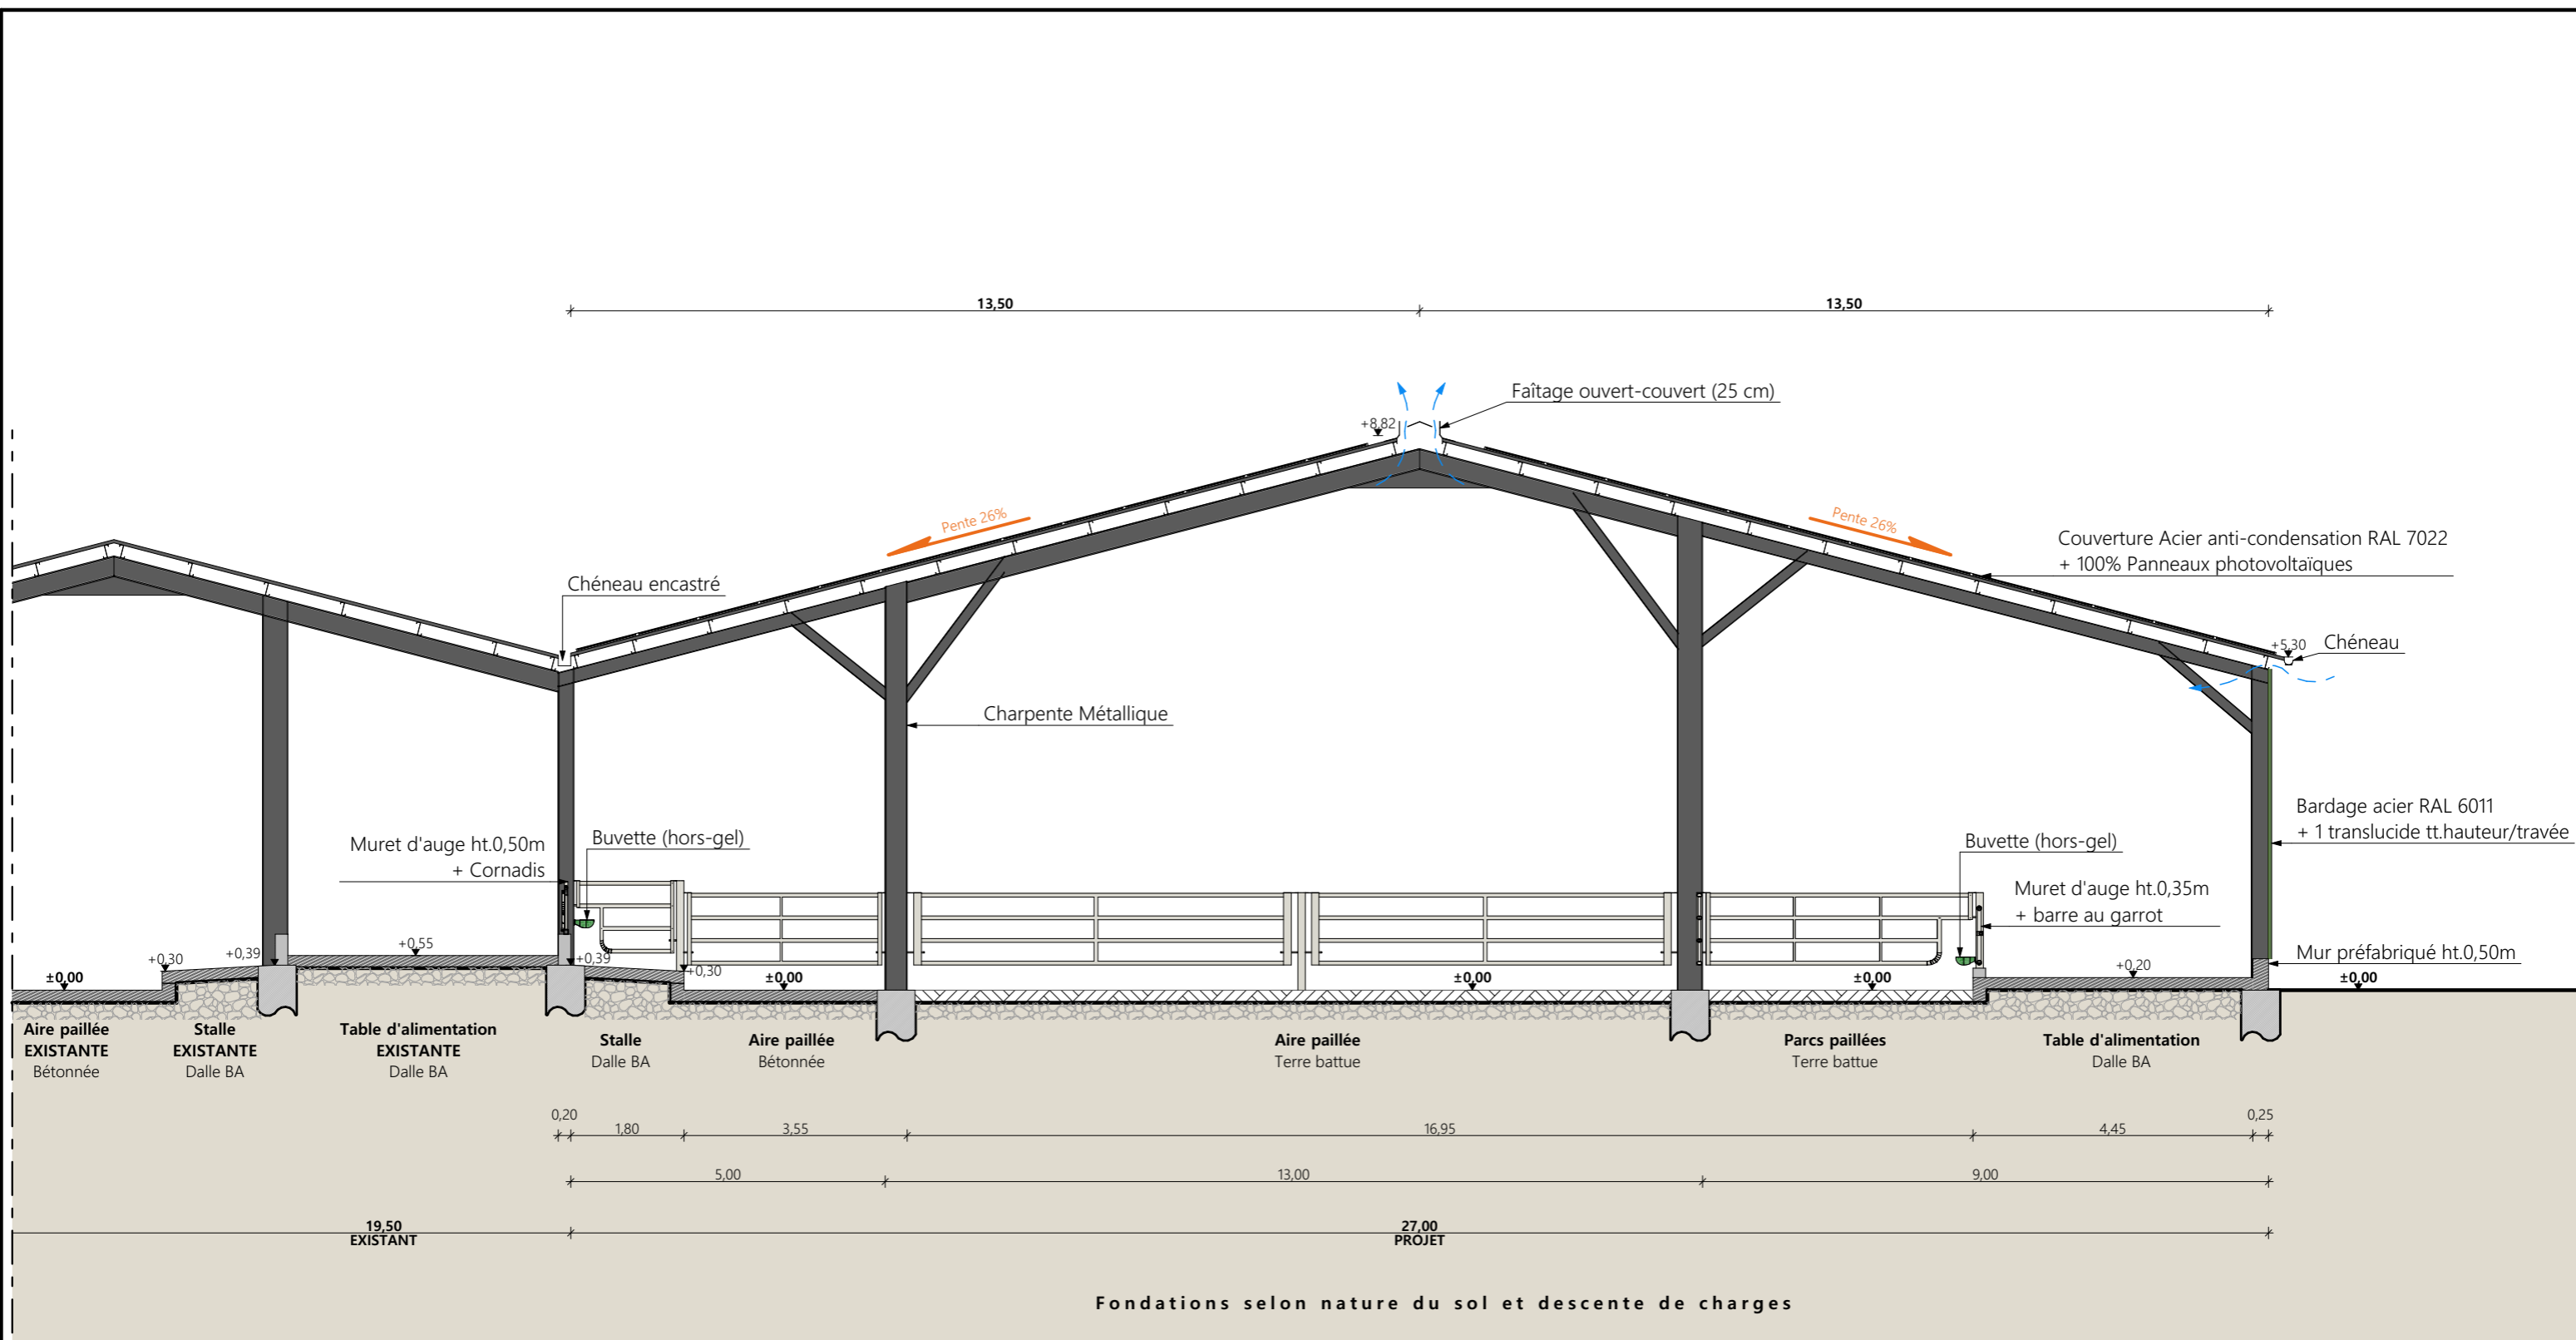 13,50
13,50
Faîtage ouvert-couvert (25 cm)
+8,82
Pente 26%
Pente 26%
Couverture Acier anti-condensation RAL 7022
+ 100% Panneaux photovoltaïques
Chéneau encastré
+5,30
Chéneau
Charpente Métallique
Bardage acier RAL 6011
+ 1 translucide tt.hauteur/travée
Muret d'auge ht.0,50m
+ Cornadis
Buvette (hors-gel)
Buvette (hors-gel)
Muret d'auge ht.0,35m
+ barre au garrot
Mur préfabriqué ht.0,50m
±0,00
+0,30
+0,39
+0,55
+0,39
+0,30
±0,00
±0,00
±0,00
+0,20
±0,00
Aire paillée
EXISTANTE
Bétonnée
Stalle
EXISTANTE
Dalle BA
Table d'alimentation
EXISTANTE
Dalle BA
Stalle
Dalle BA
Aire paillée
Bétonnée
Aire paillée
Terre battue
Parcs paillées
Terre battue
Table d'alimentation
Dalle BA
0,20
1,80
3,55
16,95
4,45
0,25
5,00
13,00
9,00
19,50
EXISTANT
27,00
PROJET
Fondations selon nature du sol et descente de charges